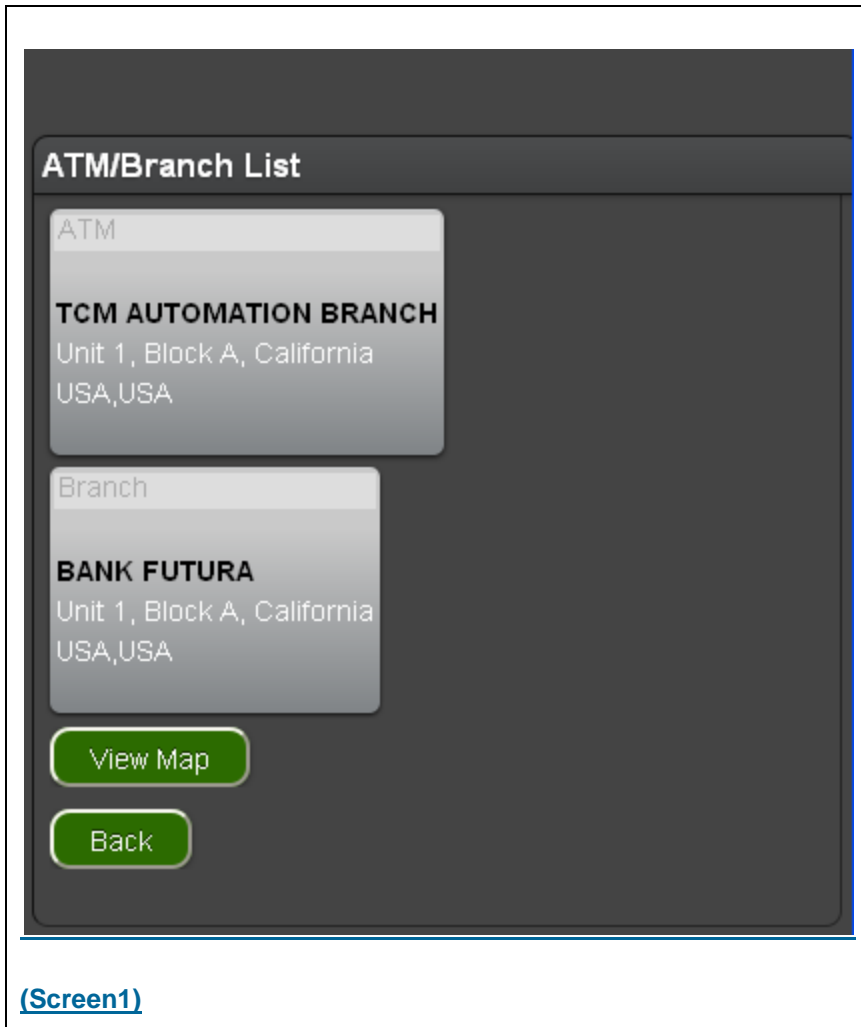 ATM/Branch List
ATM
TCM AUTOMATION BRANCH
Unit 1, Block A, California
USA,USA
Branch
BANK FUTURA
Unit 1, Block A, California
USA,USA
View Map
Back
(Screen1)